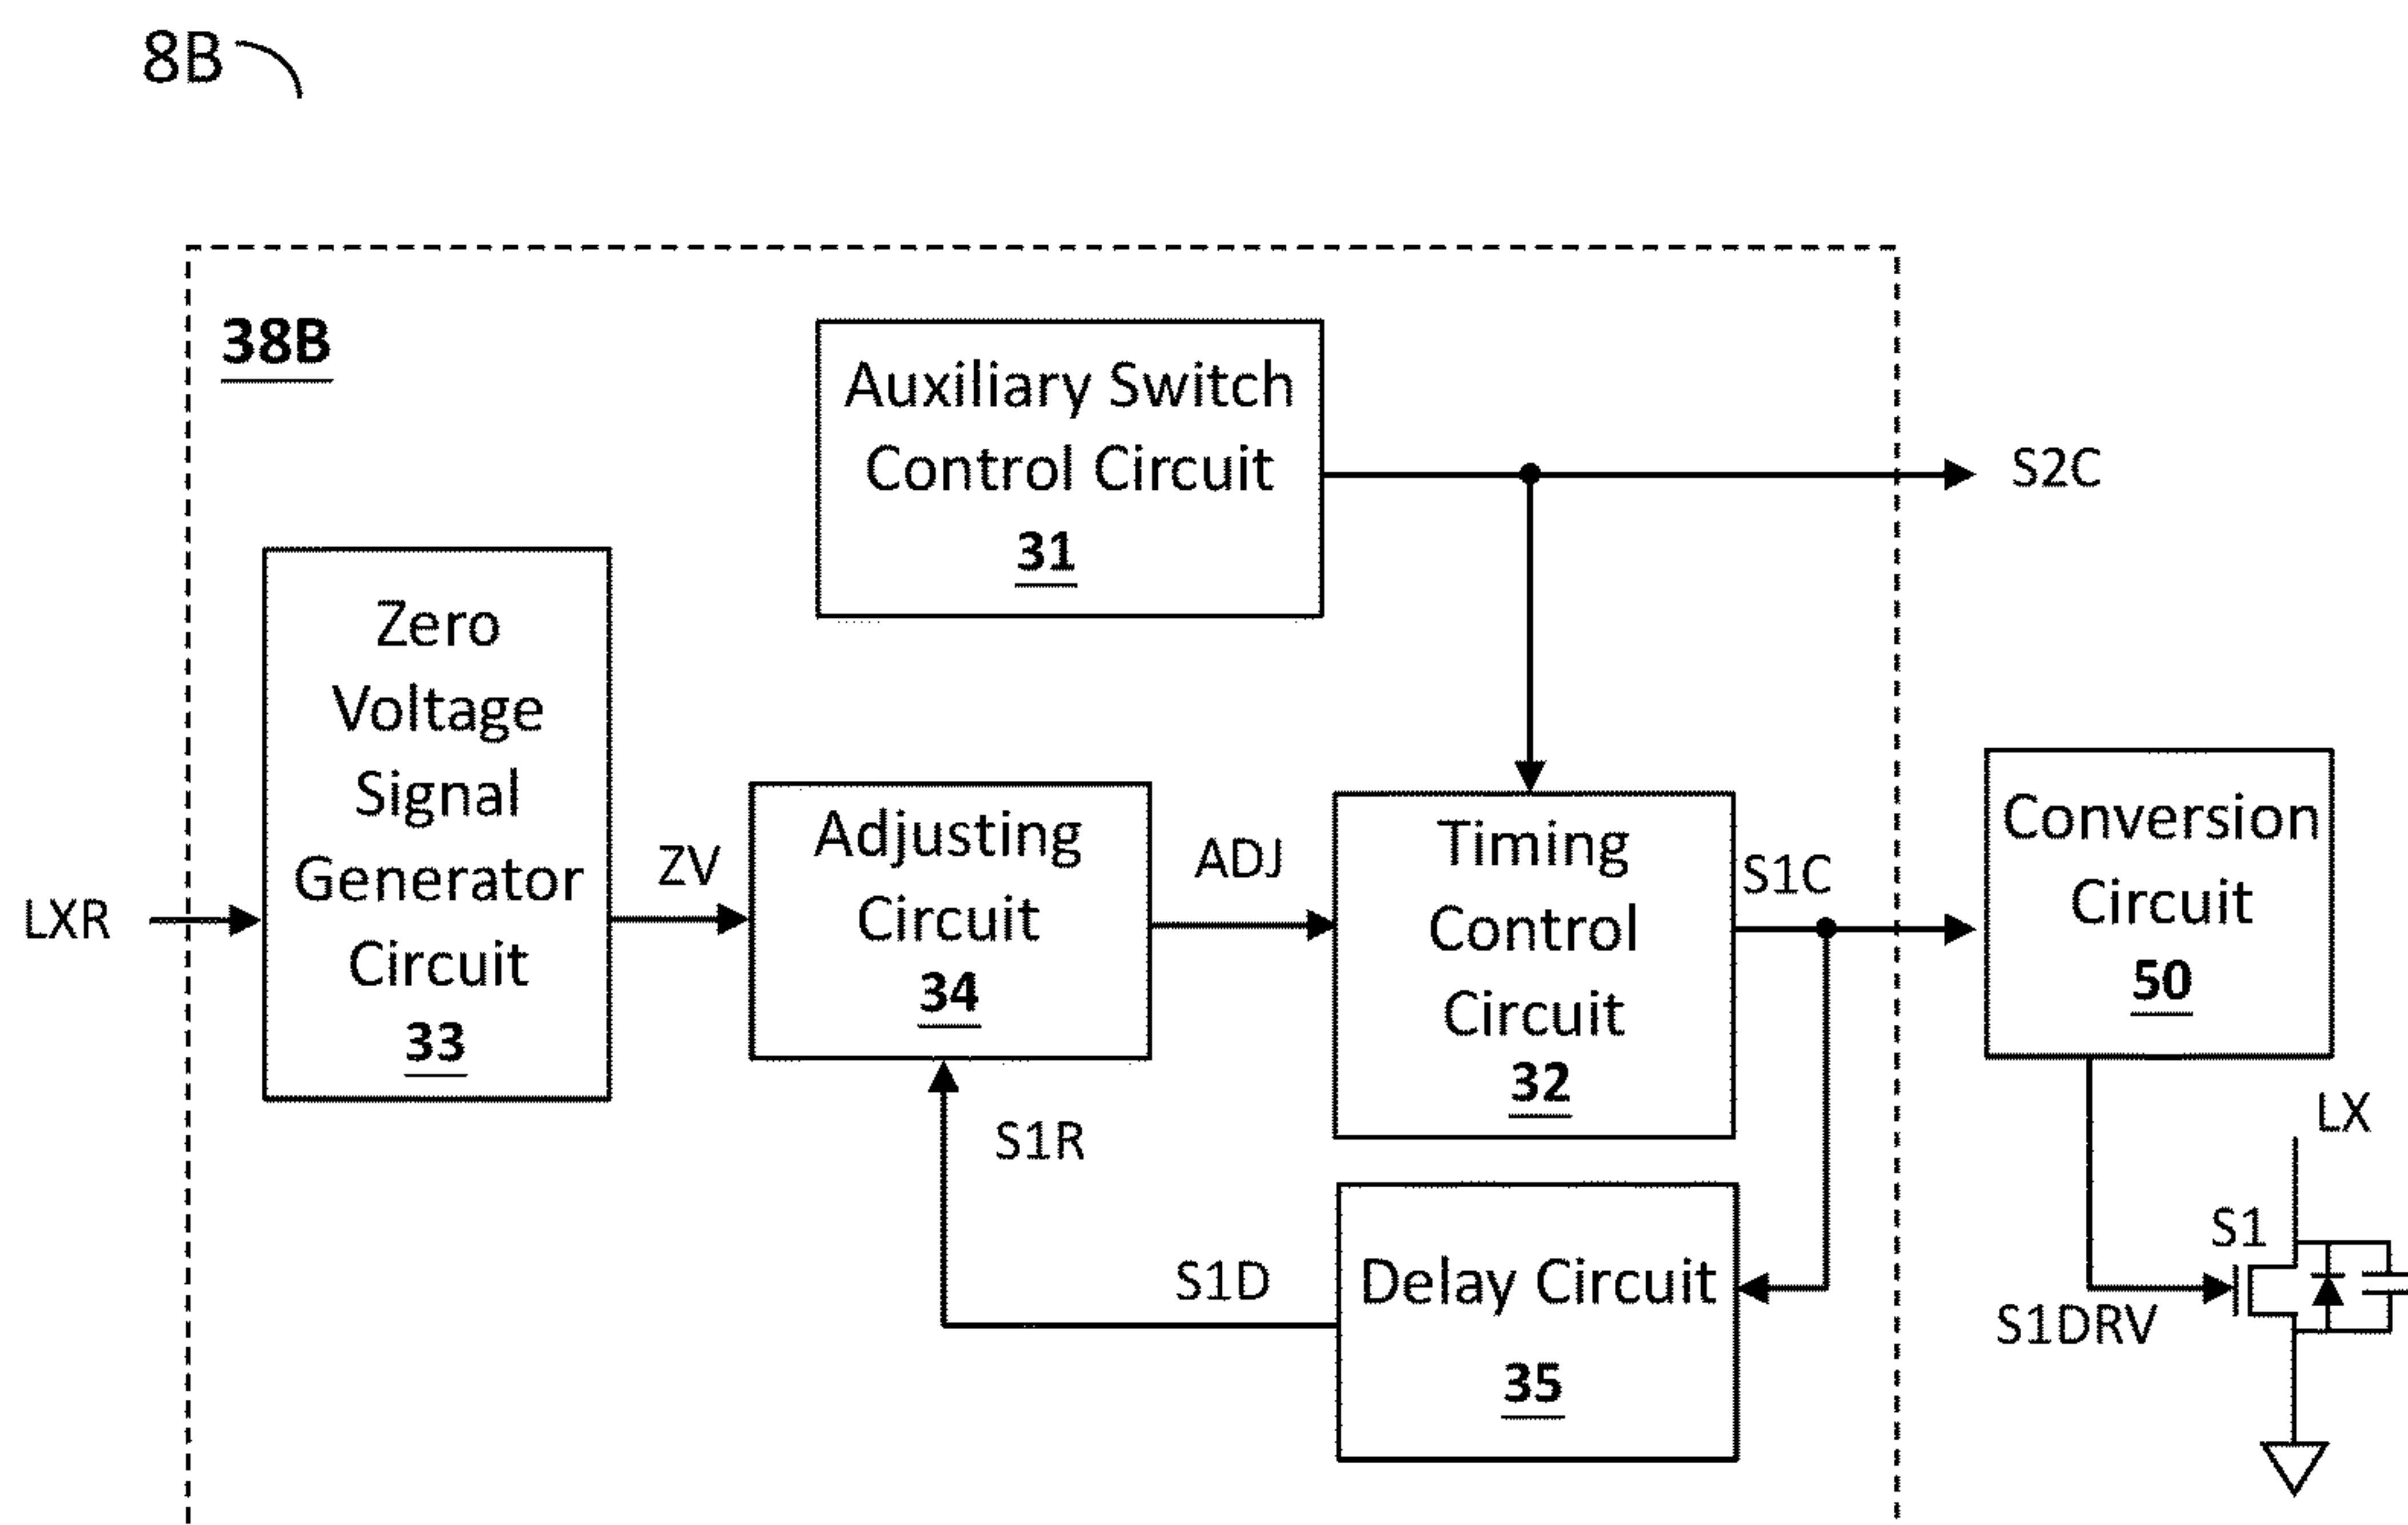 8B
38B
Auxiliary Switch
Control Circuit
31
S2C
Zero
Voltage
Signal
Generator
Circuit
33
LXR
ZV
Adjusting
Circuit
34
ADJ
Timing
Control
Circuit
32
S1C
Conversion
Circuit
50
S1R
S1D
Delay Circuit
35
LX
S1
S1DRV